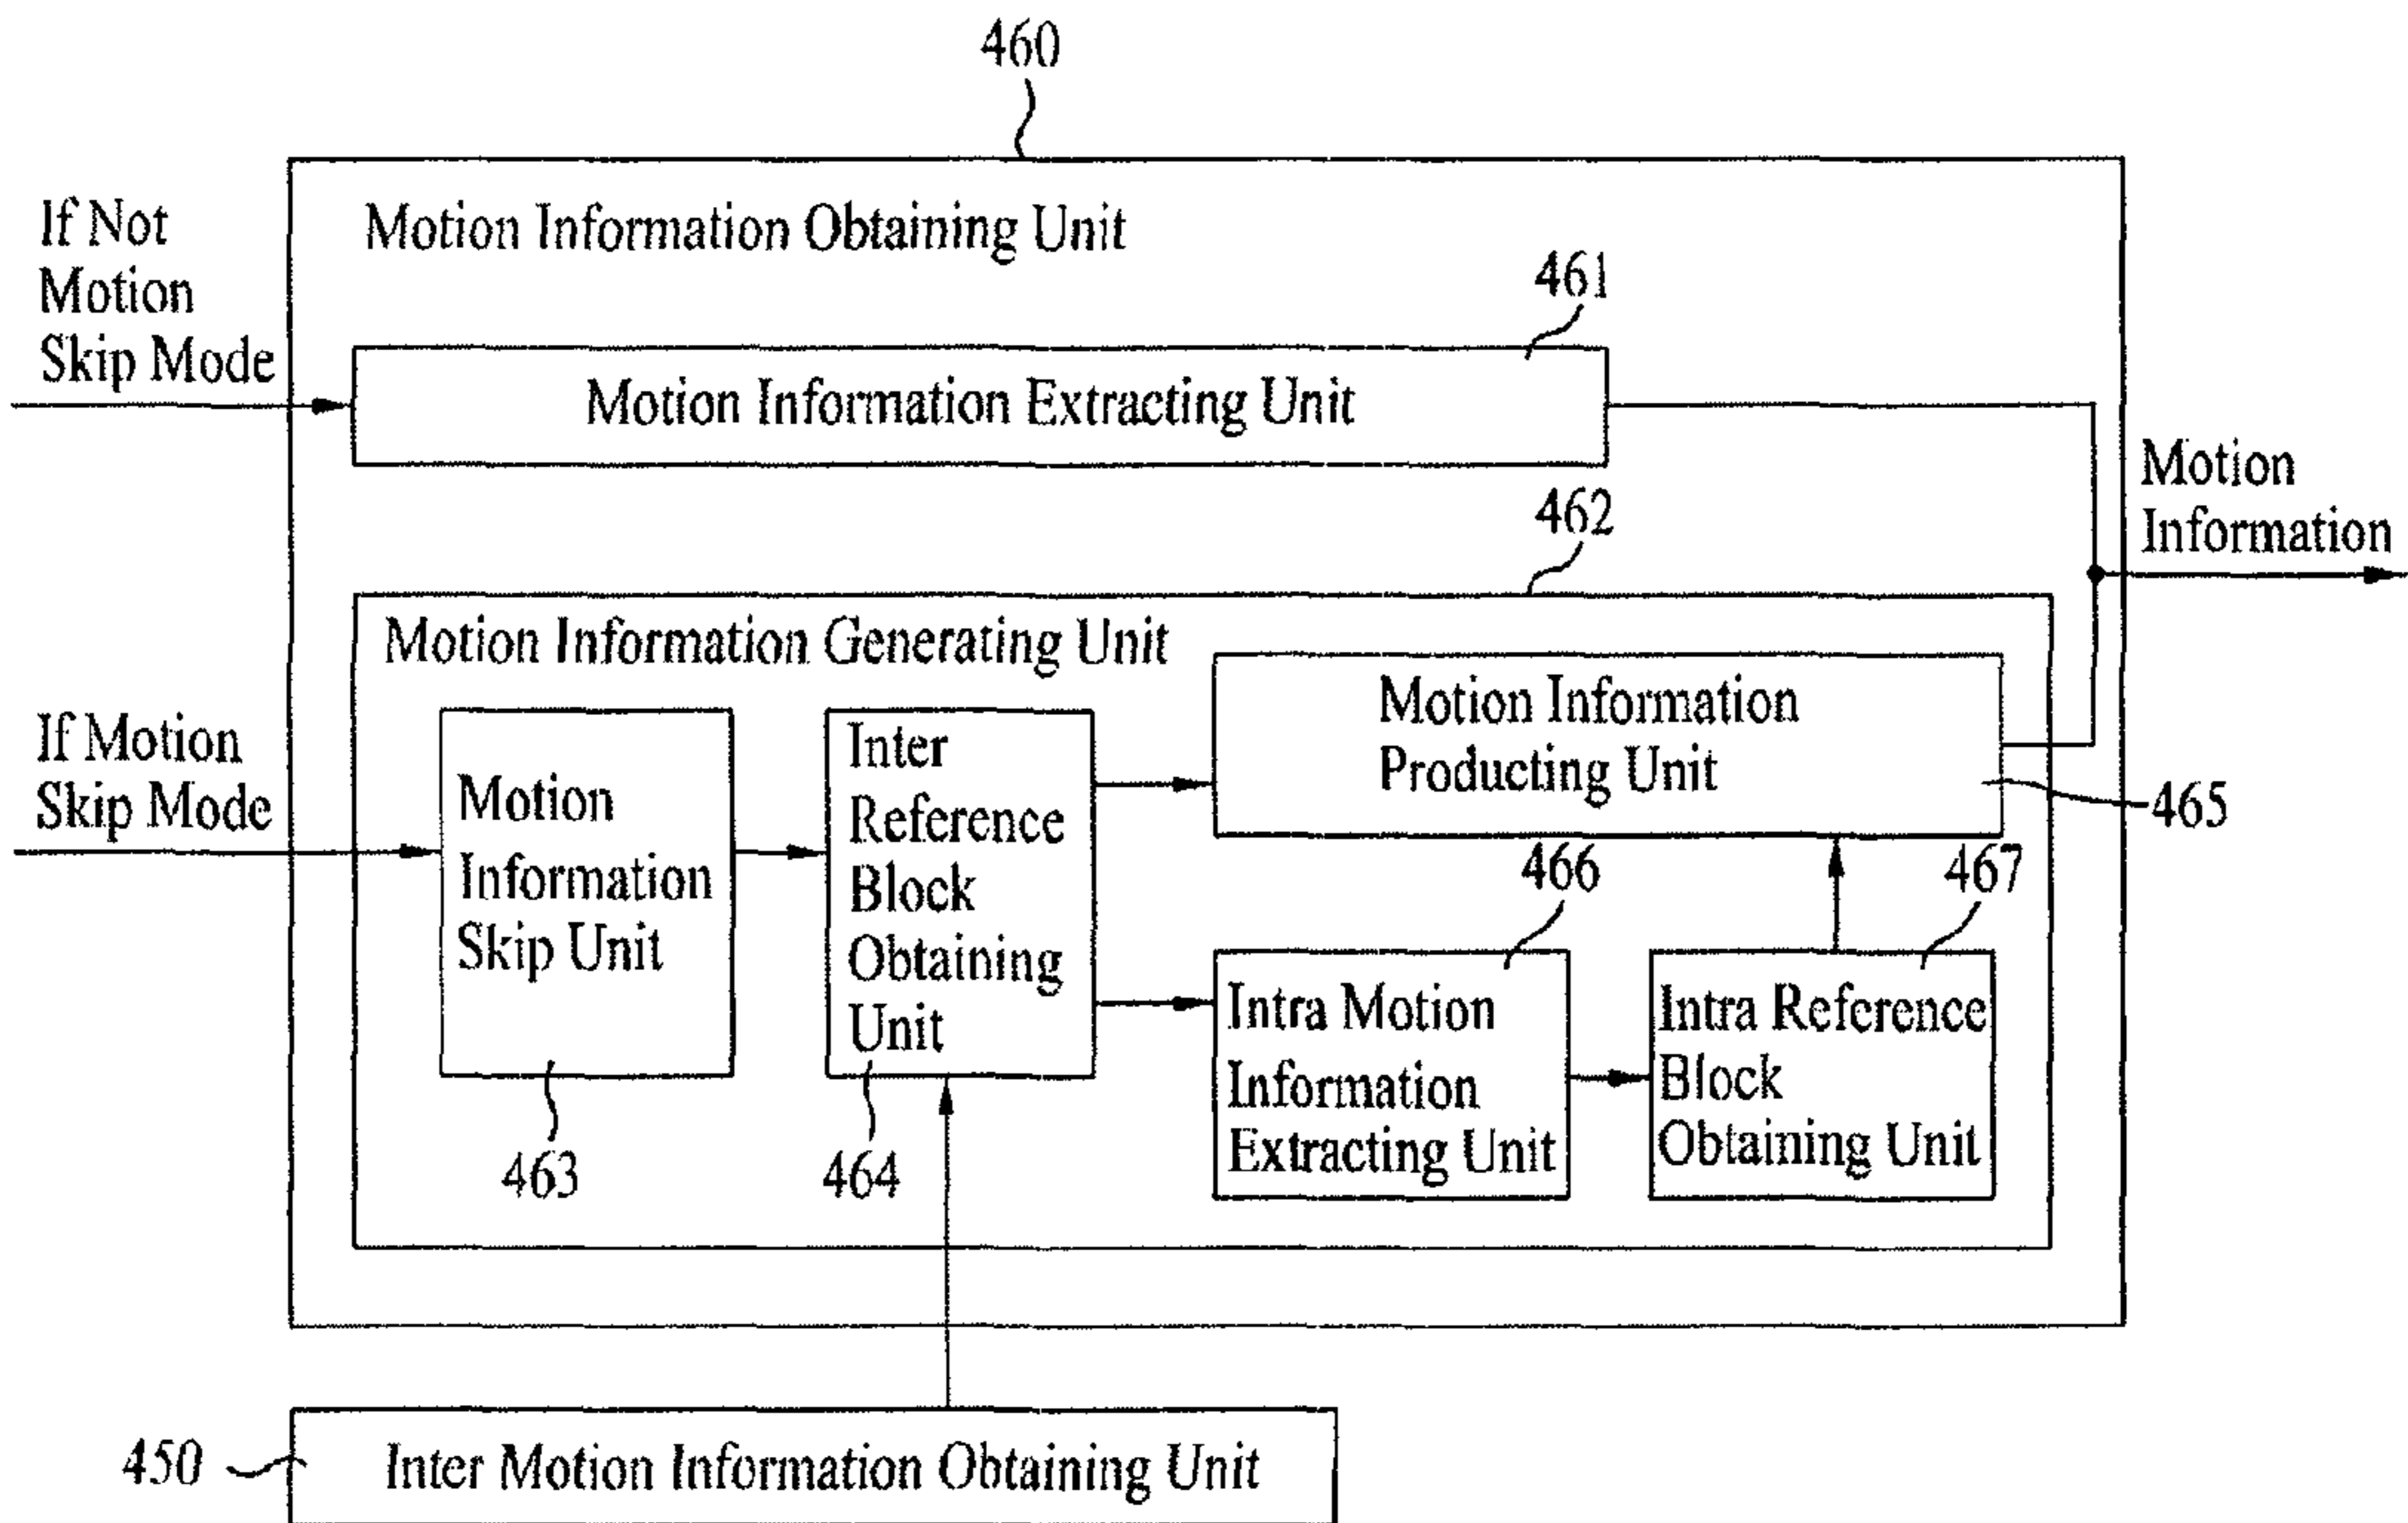 460
If Not
Motion
Skip Mode
Motion Information Obtaining Unit
461
Motion Information Extracting Unit
Motion
Information
462
Motion Information Generating Unit
If Motion
Skip Mode
Motion
Information
Skip Unit
463
Inter
Reference
Block
Obtaining
Unit
464
Motion Information
Producting Unit
465
466
Intra Motion
Information
Extracting Unit
467
Intra Reference
Block
Obtaining Unit
450
Inter Motion Information Obtaining Unit